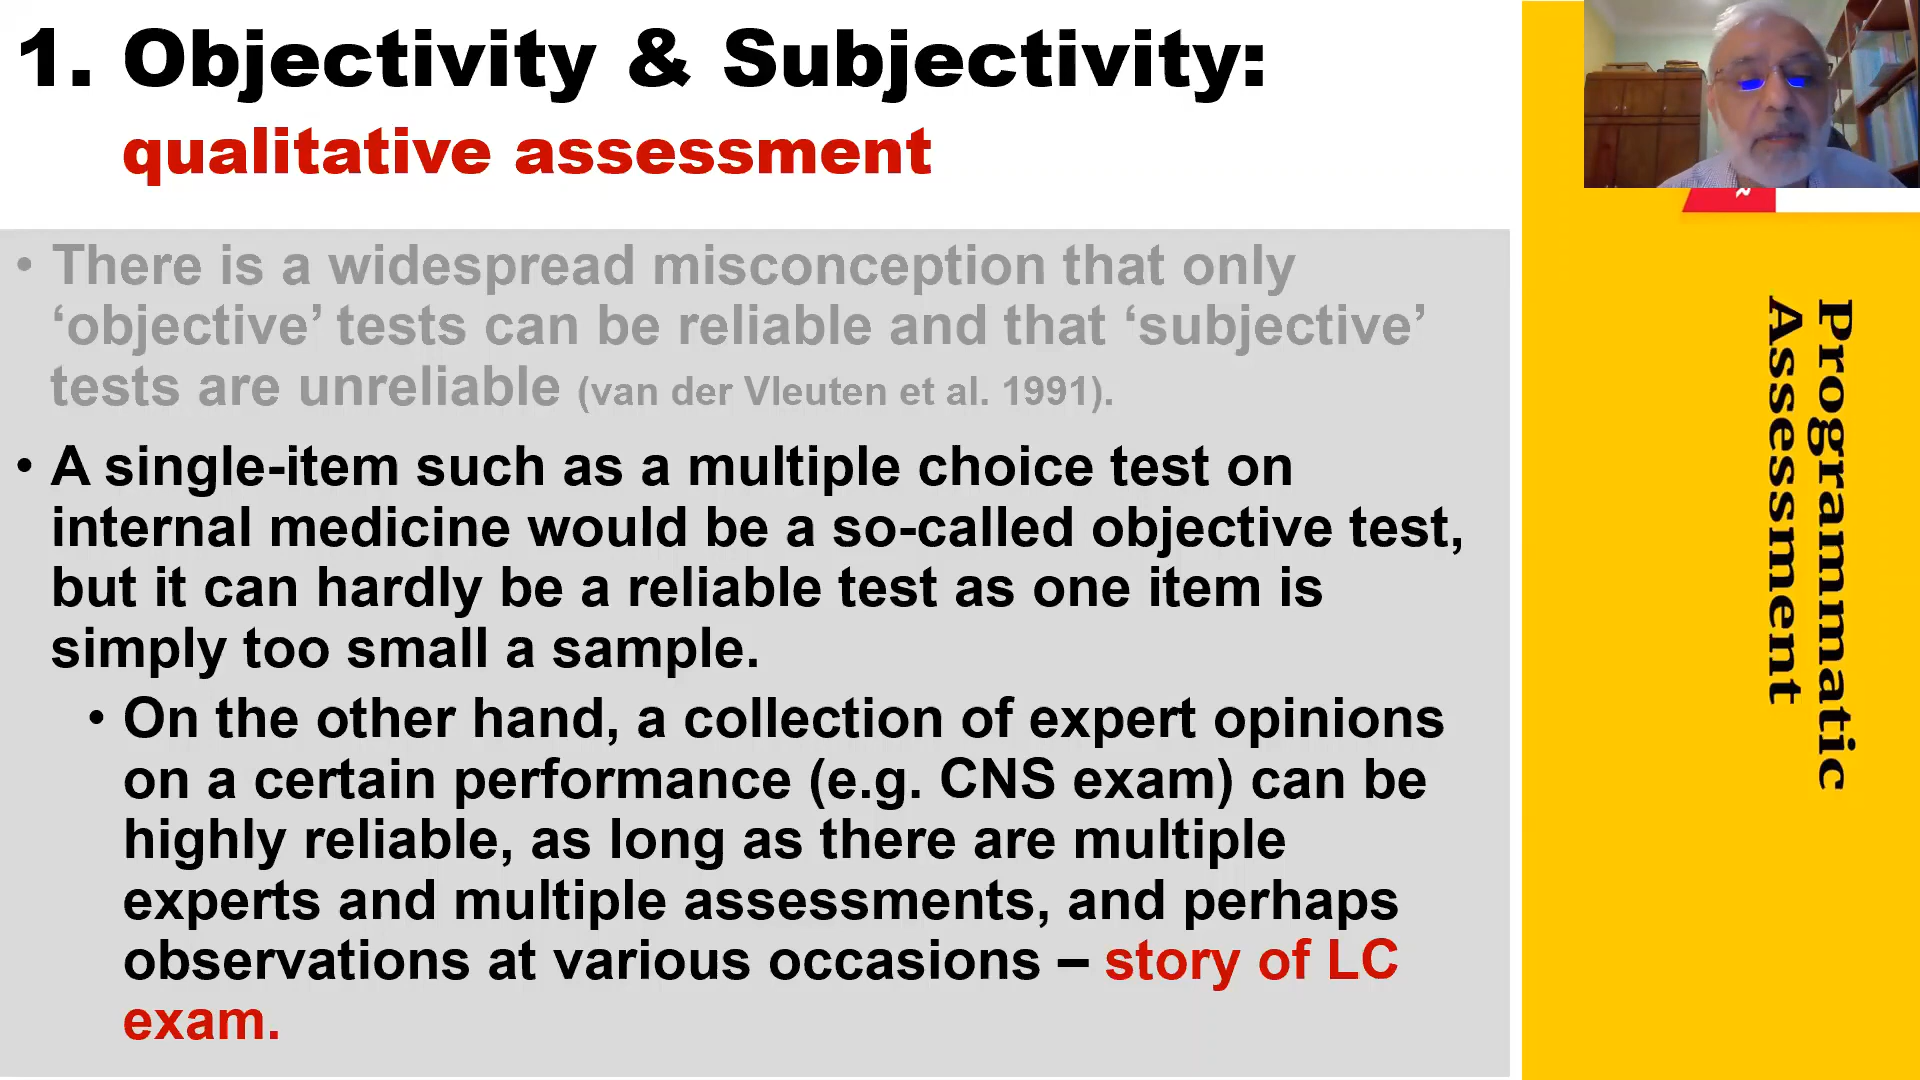 1. Objectivity & Subjectivity:
qualitative assessment
• There is a widespread misconception that only
‘objective’ tests can be reliable and that ‘subjective’
tests are unreliable (van der Vleuten et al. 1991).
• A single-item such as a multiple choice test on
internal medicine would be a so-called objective test,
but it can hardly be a reliable test as one item is
simply too small a sample.
• On the other hand, a collection of expert opinions
on a certain performance (e.g. CNS exam) can be
highly reliable, as long as there are multiple
experts and multiple assessments, and perhaps
observations at various occasions – story of LC
exam.
Programmatic
Assessment